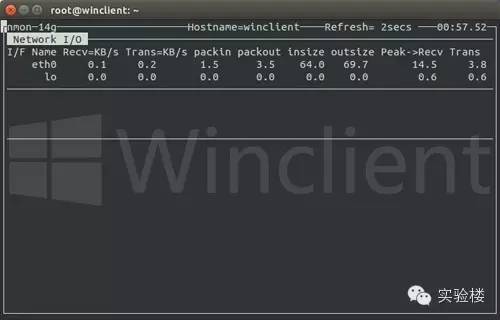 root@winclient: ~
nmon-14g Hostname=winclient Refresh= 2secs 00:57.52
Network I/O
I/F Name Recv=KB/s Trans=KB/s packin packout insize outsize Peak->Recv Trans
eth0 0.1 0.2 1.5 3.5 64.0 69.7 14.5 3.8
lo 0.0 0.0 0.0 0.0 0.0 0.0 0.6 0.6
Winclient
实验楼